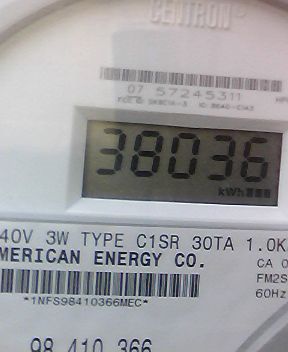 CENTRON
07 57245311
38036
kWh
40V 3W TYPE C1SR 30TA 1.0K
MERICAN ENERGY CO.
CA 0
FM2S
60Hz
*1NFS98410366MEC*
98 410 366